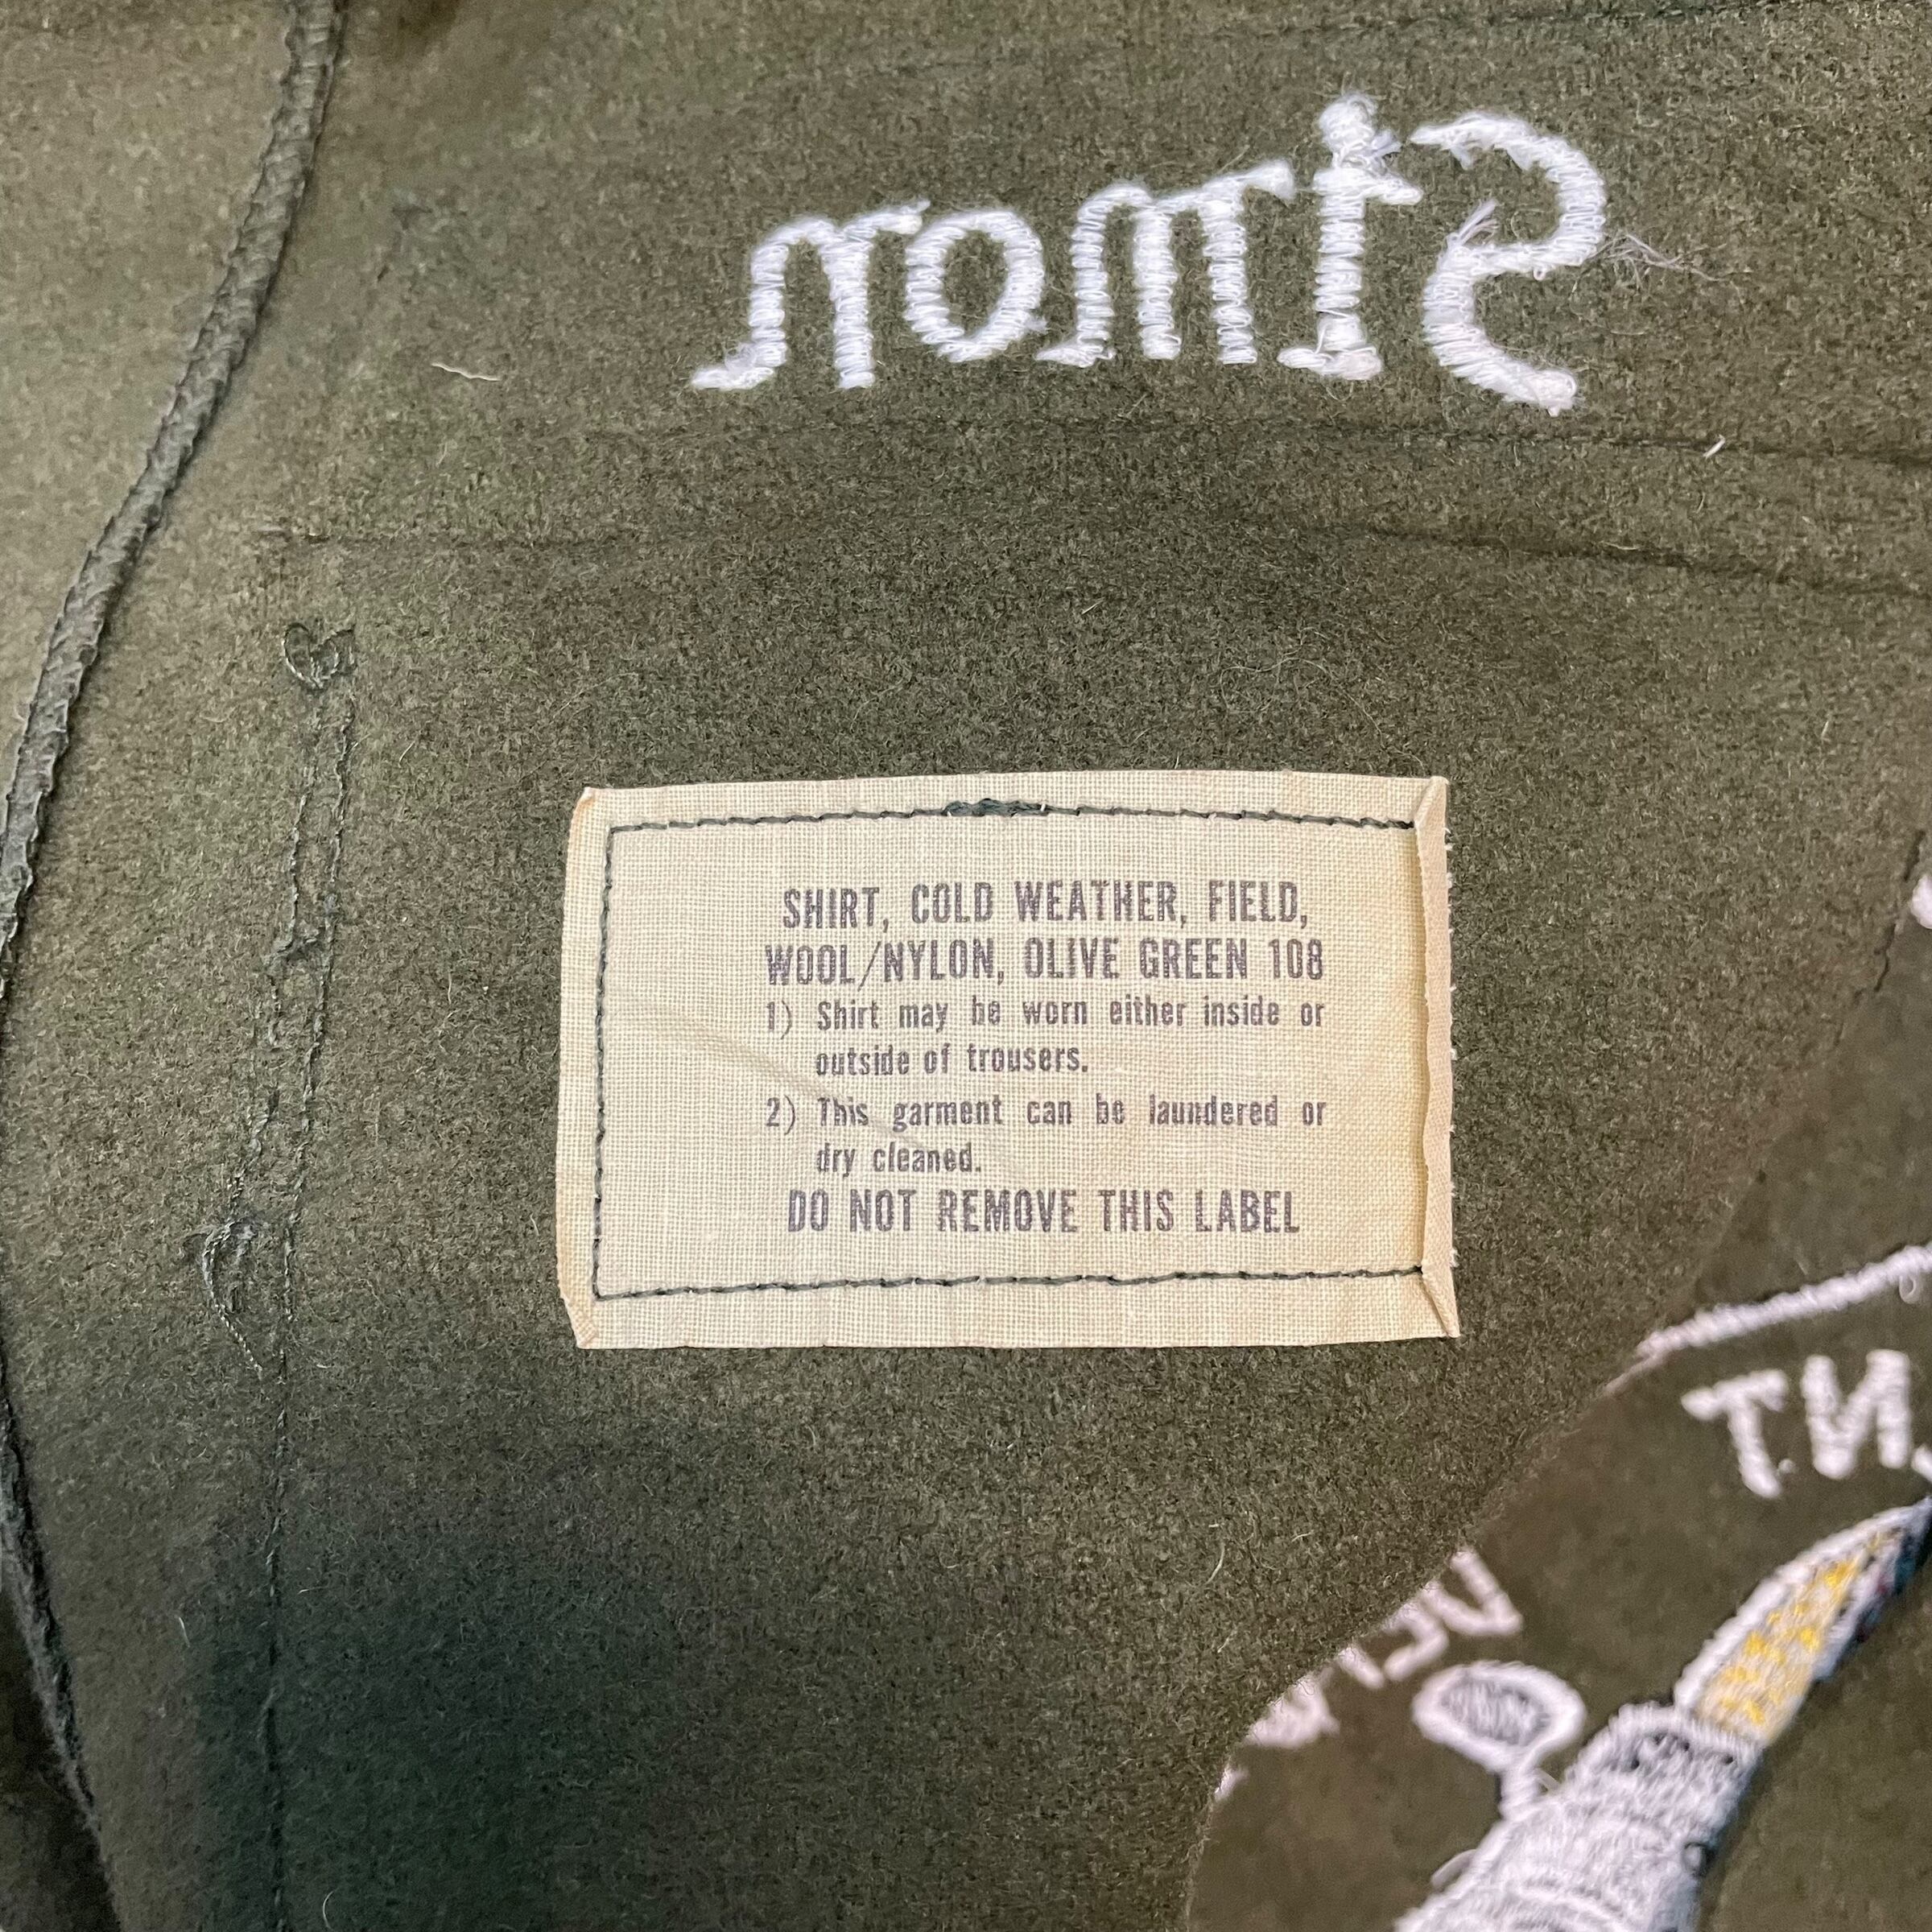 Simon
SHIRT, COLD WEATHER, FIELD,
WOOL/NYLON, OLIVE GREEN 108
1) Shirt may be worn either inside or
outside of trousers.
2) This garment can be laundered or
dry cleaned.
DO NOT REMOVE THIS LABEL